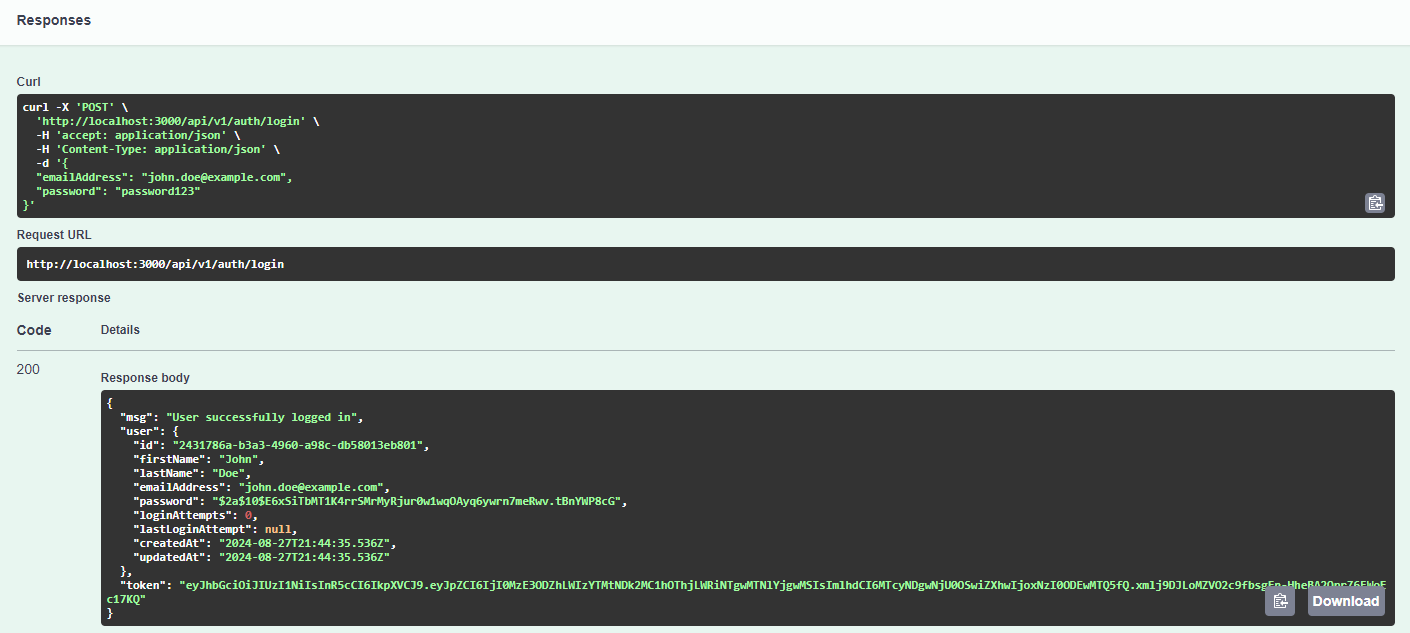 Responses
Curl
curl -X 'POST' \
'http://localhost:3000/api/v1/auth/login' \
-H 'accept: application/json' \
-H 'Content-Type: application/json' \
-d '{
"emailAddress": "john.doe@example.com",
"password": "password123"
}'
Request URL
http://localhost:3000/api/v1/auth/login
Server response
Code Details
200
Response body
{
"msg": "User successfully logged in",
"user": {
"id": "2431786a-b3a3-4960-a98c-db58013eb801",
"firstName": "John",
"lastName": "Doe",
"emailAddress": "john.doe@example.com",
"password": "$2a$10$E6xSiTbMT1K4rrSMrMyRjur0w1wqOAyq6ywrn7meRwv.tBnYWP8cG",
"loginAttempts": 0,
"lastLoginAttempt": null,
"createdAt": "2024-08-27T21:44:35.536Z",
"updatedAt": "2024-08-27T21:44:35.536Z"
},
"token":
c17KQ"
}
Download